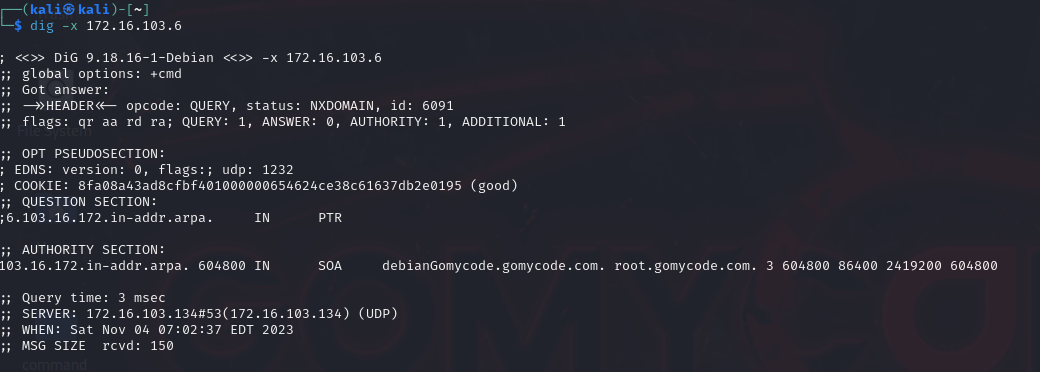 ┌──(kali㉿kali)-[~]
└─$ dig -x 172.16.103.6
; <<>> DiG 9.18.16-1-Debian <<>> -x 172.16.103.6
;; global options: +cmd
;; Got answer:
;; ->>HEADER<<- opcode: QUERY, status: NXDOMAIN, id: 6091
;; flags: qr aa rd ra; QUERY: 1, ANSWER: 0, AUTHORITY: 1, ADDITIONAL: 1
File System
;; OPT PSEUDOSECTION:
; EDNS: version: 0, flags:; udp: 1232
; COOKIE: 8fa08a43ad8cfbf401000000654624ce38c61637db2e0195 (good)
;; QUESTION SECTION:
;6.103.16.172.in-addr.arpa. IN PTR
;; AUTHORITY SECTION:
103.16.172.in-addr.arpa. 604800 IN SOA debianGomycode.gomycode.com. root.gomycode.com. 3 604800 86400 2419200 604800
;; Query time: 3 msec
;; SERVER: 172.16.103.134#53(172.16.103.134) (UDP)
;; WHEN: Sat Nov 04 07:02:37 EDT 2023
;; MSG SIZE rcvd: 150
command